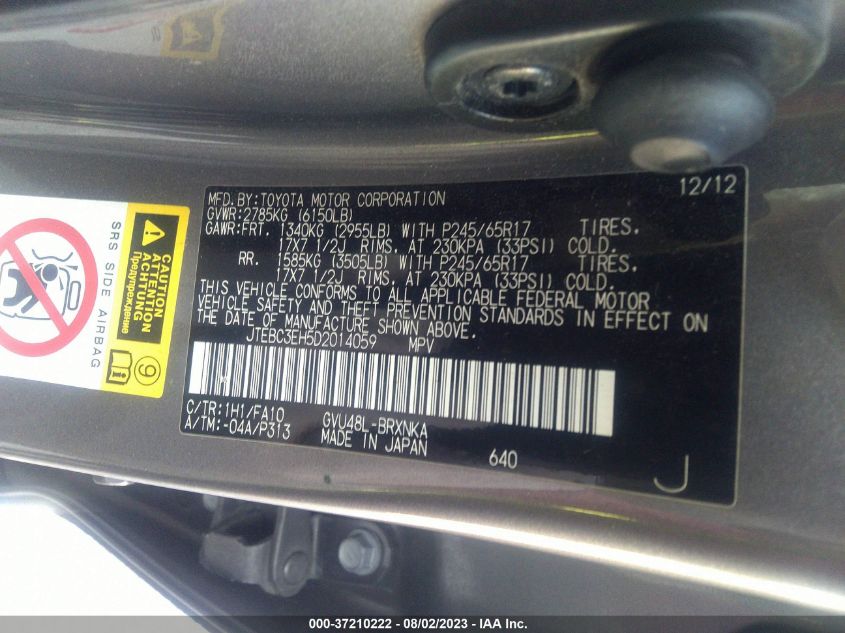 12/12
MFD.BY:TOYOTA MOTOR CORPORATION
GVWR:2785KG (6150LB)
GAWR:FRT. 1340KG (2955LB) WITH P245/65R17 TIRES.
17X7 1/2J RIMS, AT 230KPA (33PSI) COLD.
RR. 1585KG (3505LB) WITH P245/65R17 TIRES.
17X7 1/2J RIMS, AT 230KPA (33PSI) COLD.
THIS VEHICLE CONFORMS TO ALL APPLICABLE FEDERAL MOTOR
VEHICLE SAFETY AND THEFT PREVENTION STANDARDS IN EFFECT ON
THE DATE OF MANUFACTURE SHOWN ABOVE.
JTEBC3EH5D2014059 MPV
C/TR:1H1/FA10 GVU48L-BRXNKA
A/TM:-04A/P313 MADE IN JAPAN 640
J
SRS SIDE AIRBAG
CAUTION
ATTENTION
ACHTUNG
Предупреждение
9
000-37210222 - 08/02/2023 - IAA Inc.